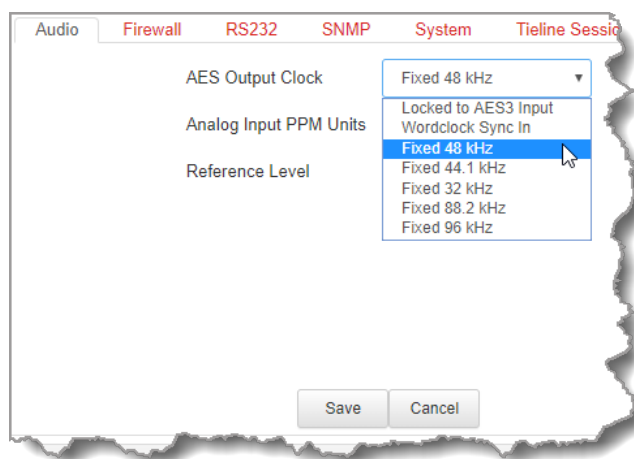 Audio Firewall RS232 SNMP System Tieline Sessio
AES Output Clock Fixed 48 kHz
Locked to AES3 Input
Analog Input PPM Units
Wordclock Sync In
Fixed 48 kHz
Reference Level
Fixed 44.1 kHz
Fixed 32 kHz
Fixed 88.2 kHz
Fixed 96 kHz
Save Cancel